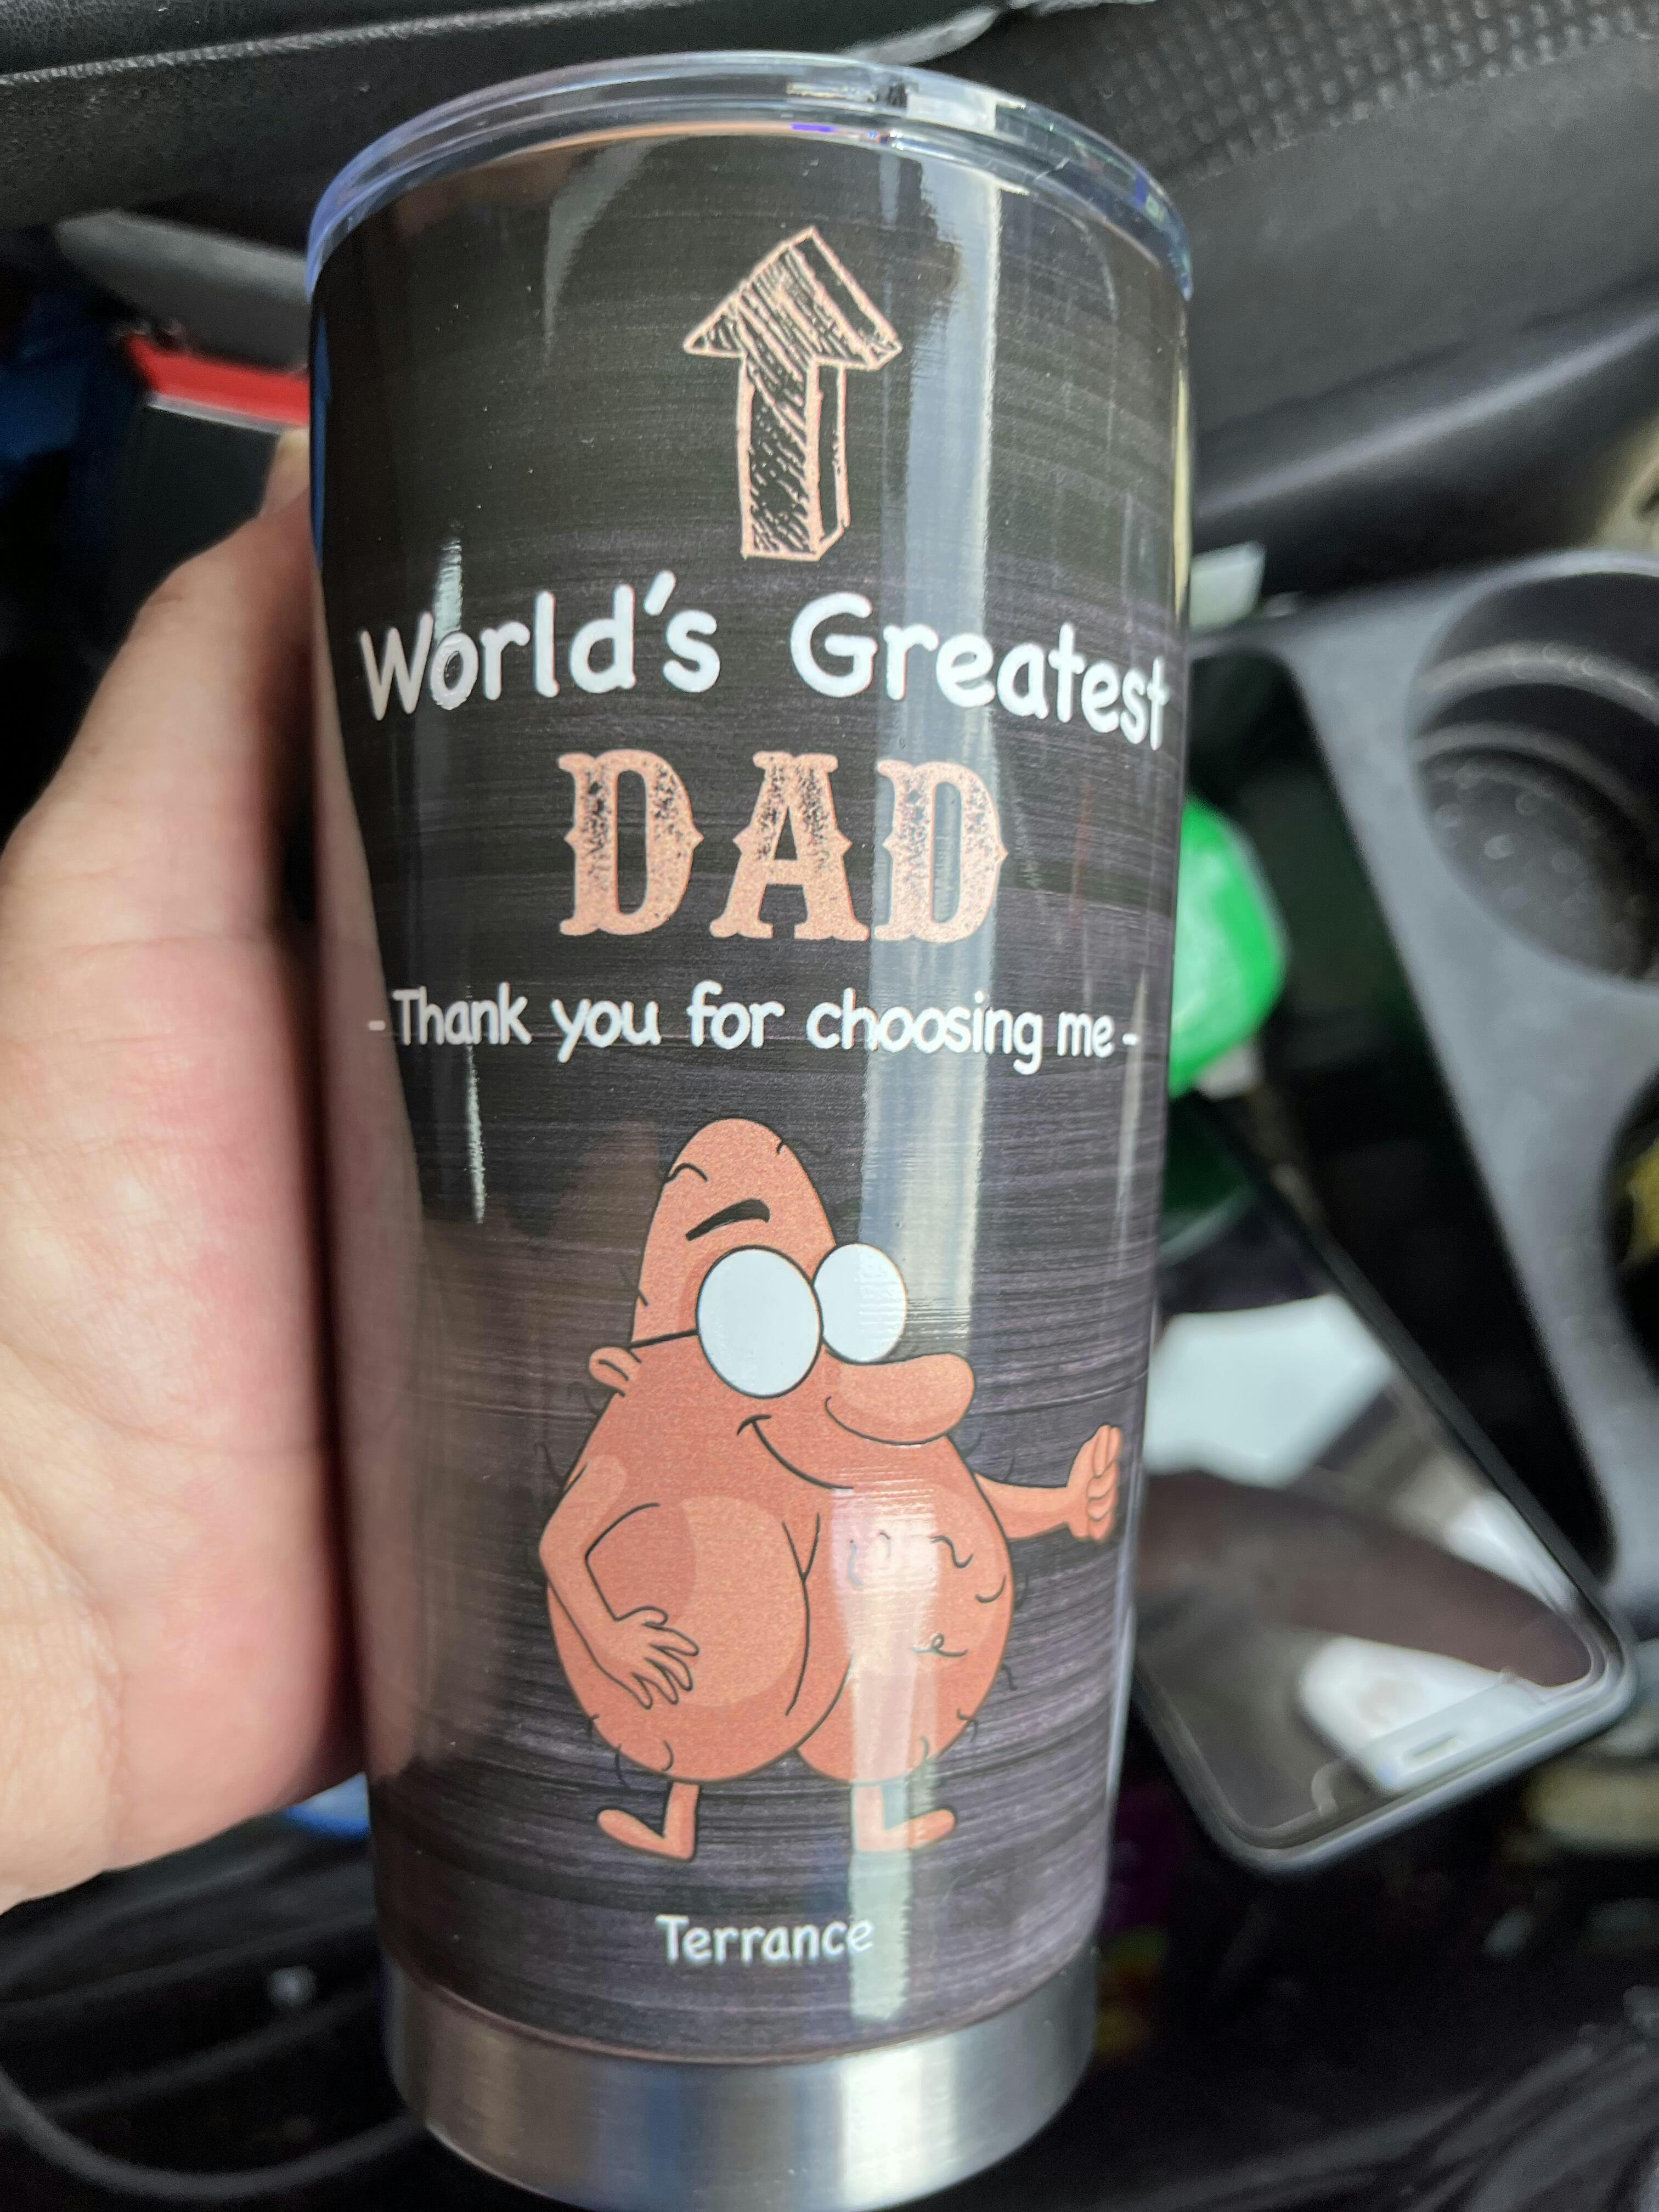 World's Greatest
DAD
- Thank you for choosing me -
Terrance